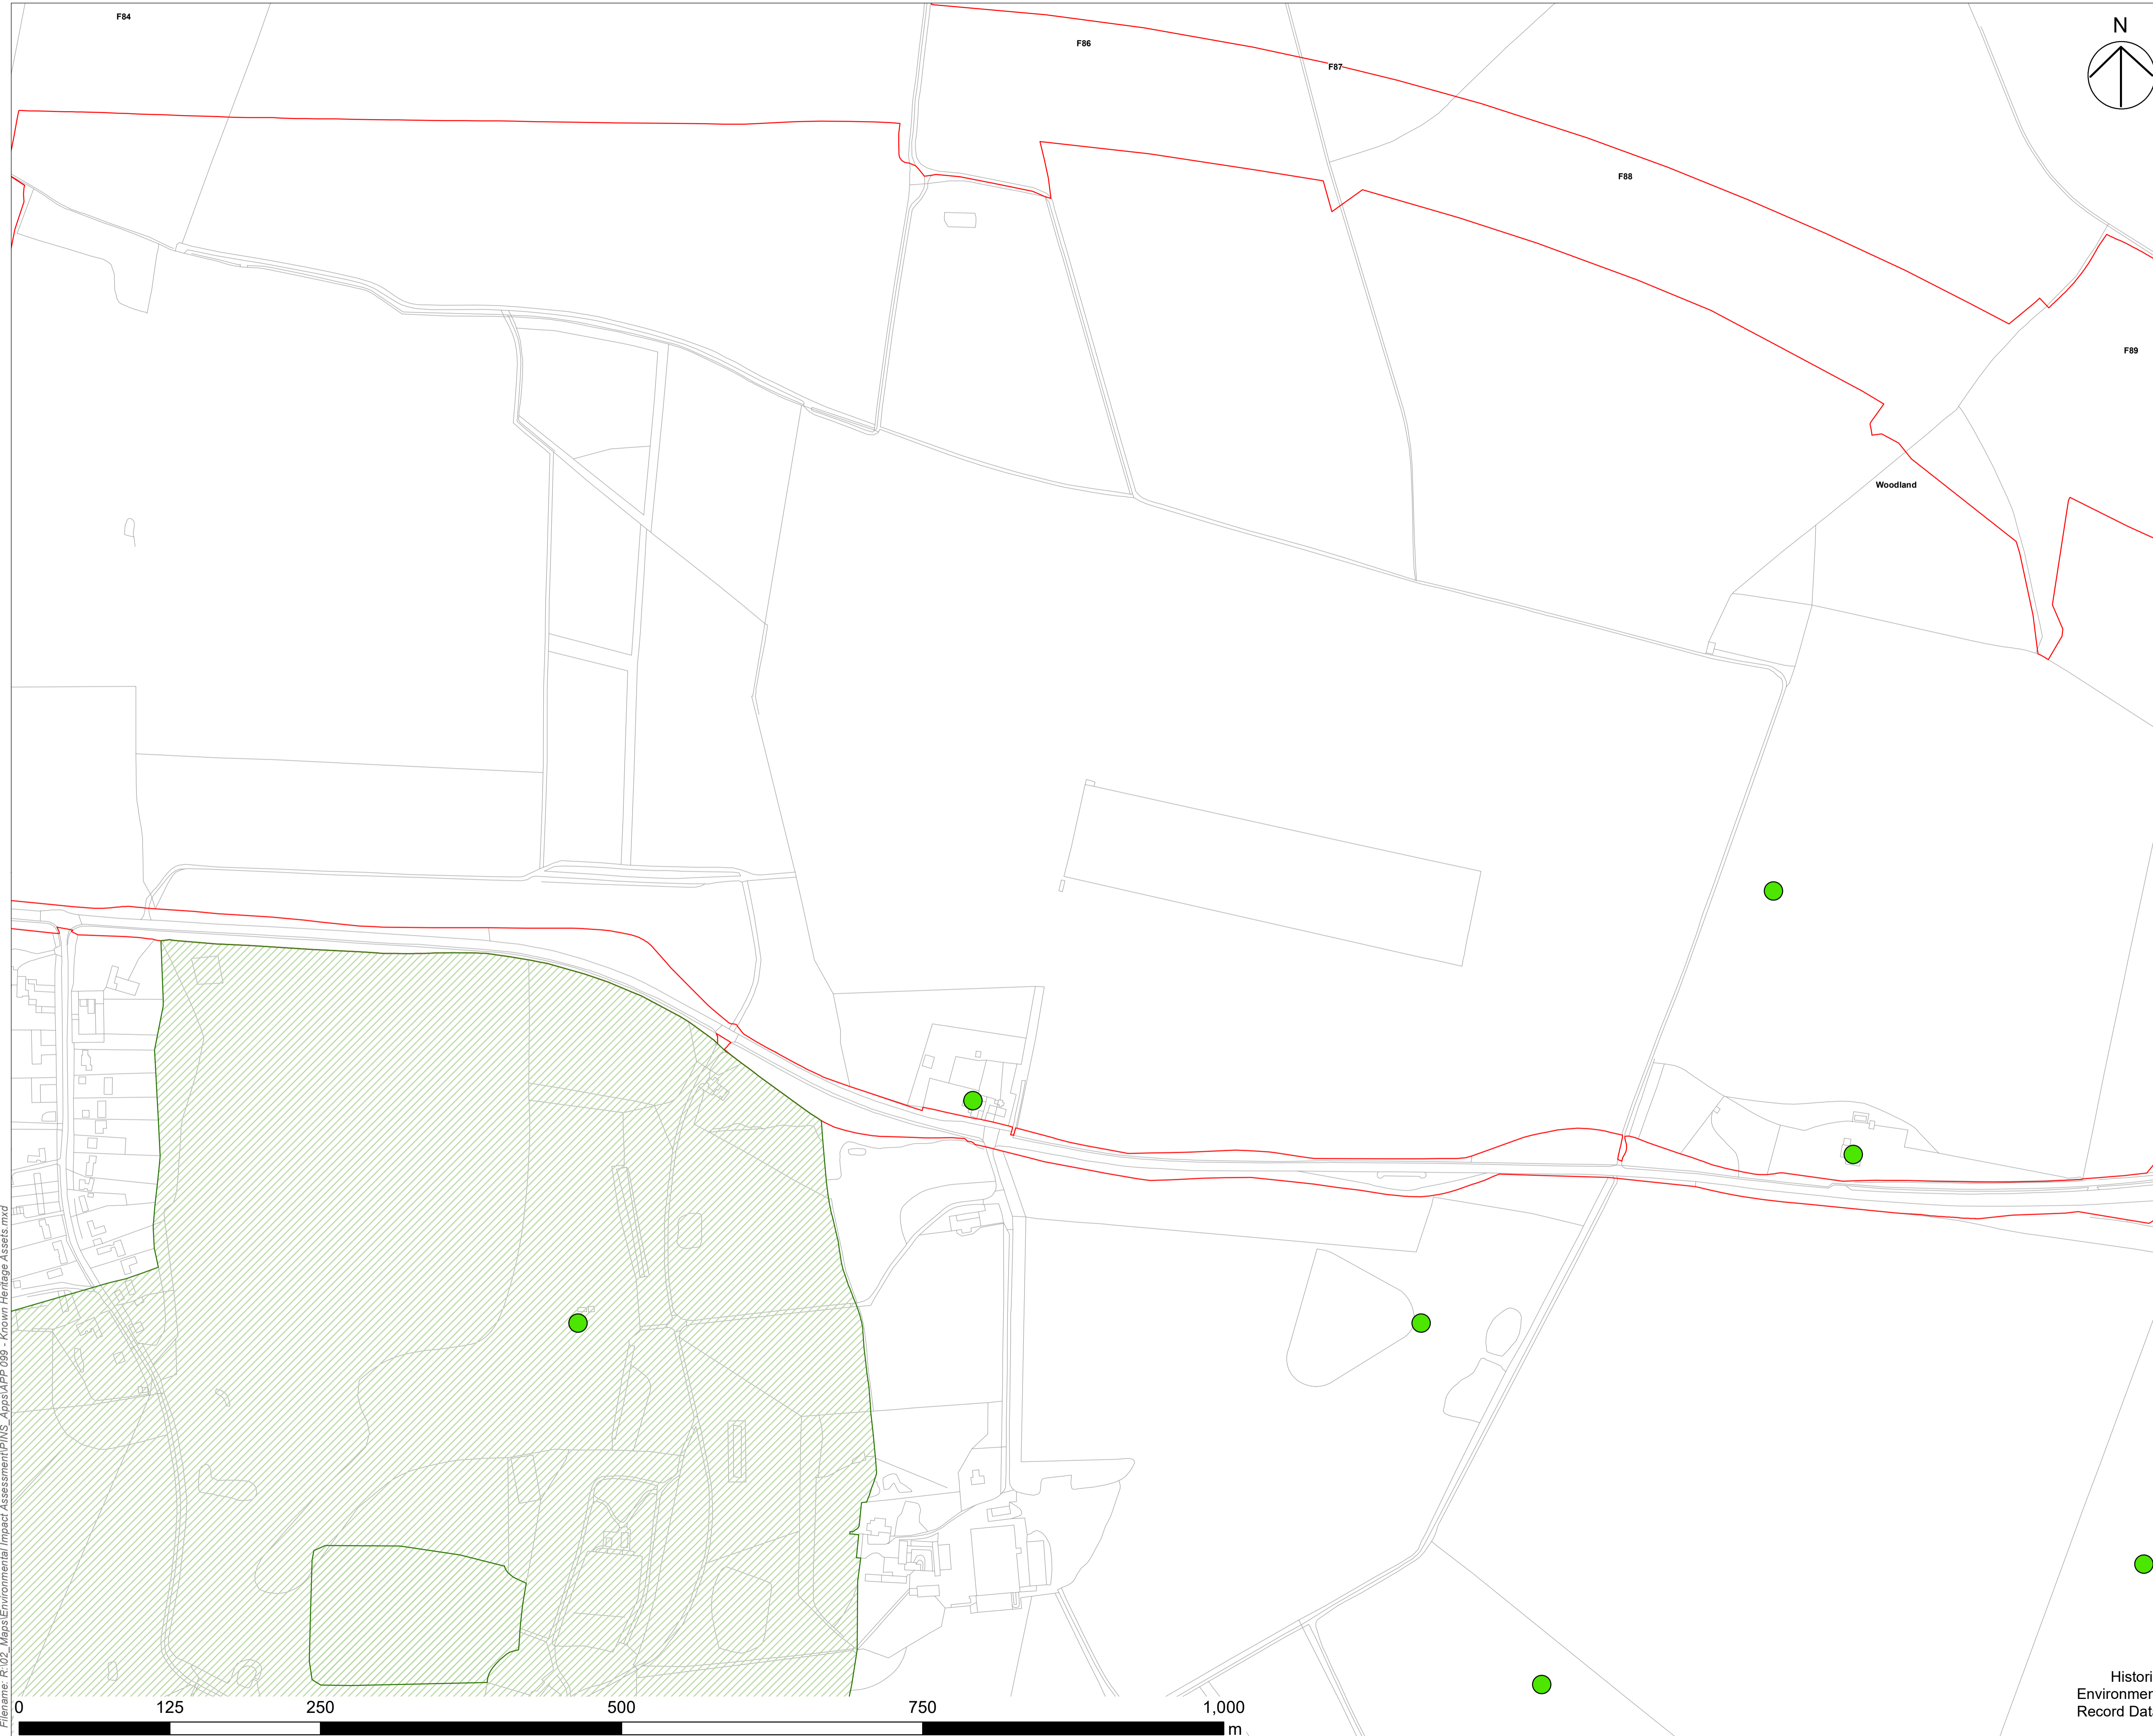 F84
N
F86
F87
F88
F89
Woodland
Filename: R:\02_Maps\Environmental Impact Assessment\PINS_Apps\APP 099 - Known Heritage Assets.mxd
Histori
Environmen
Record Dat
0 125 250 500 750 1,000
m